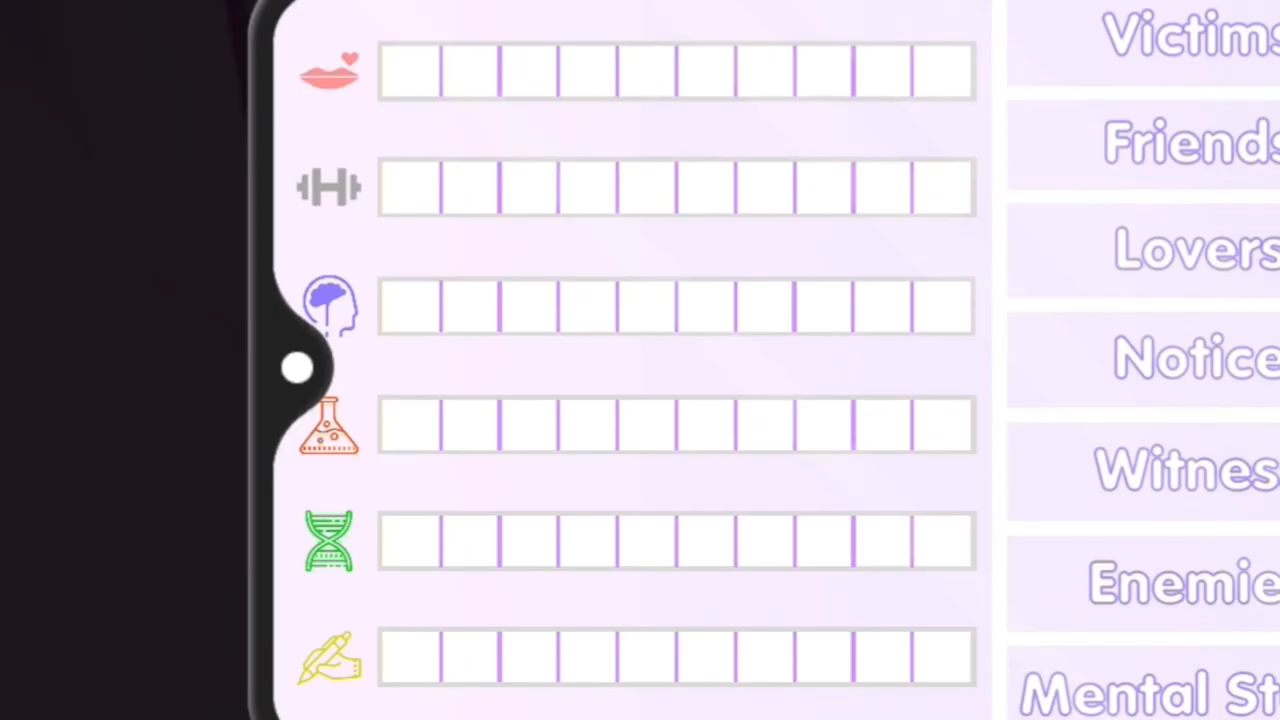 Victims
Friends
Lovers
Notice
Witnes
Enemie
Mental St